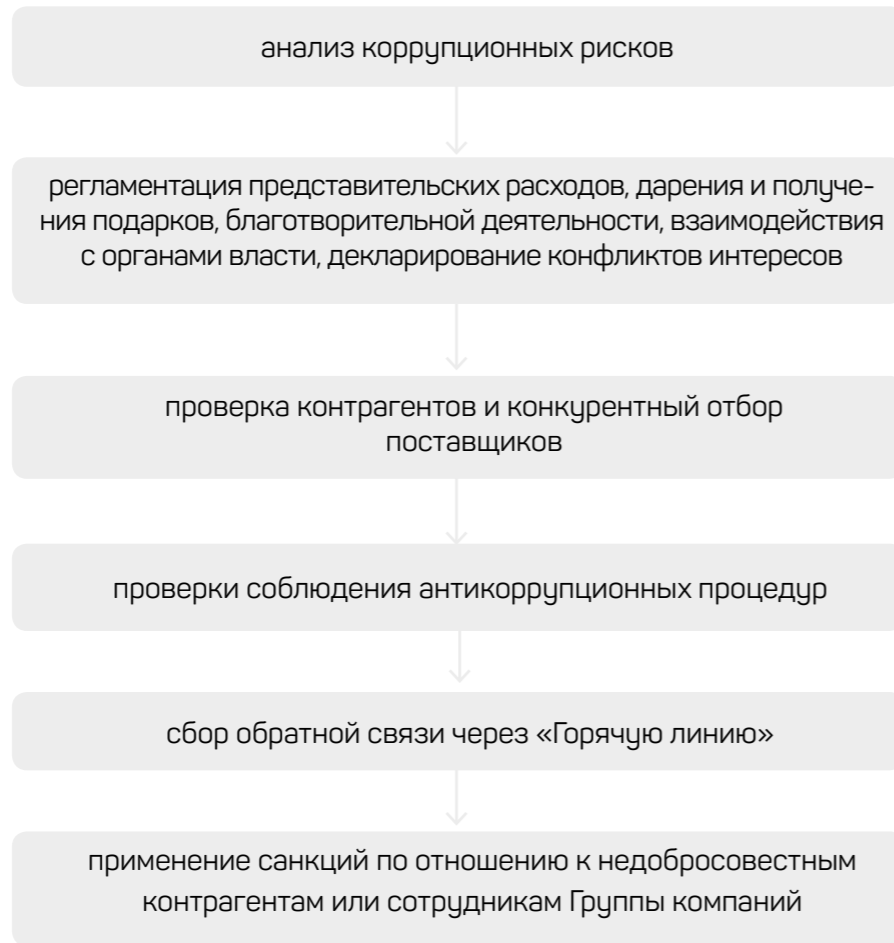 анализ коррупционных рисков
регламентация представительских расходов, дарения и получе-
ния подарков, благотворительной деятельности, взаимодействия
с органами власти, декларирование конфликтов интересов
проверка контрагентов и конкурентный отбор
поставщиков
проверки соблюдения антикоррупционных процедур
сбор обратной связи через «Горячую линию»
применение санкций по отношению к недобросовестным
контрагентам или сотрудникам Группы компаний